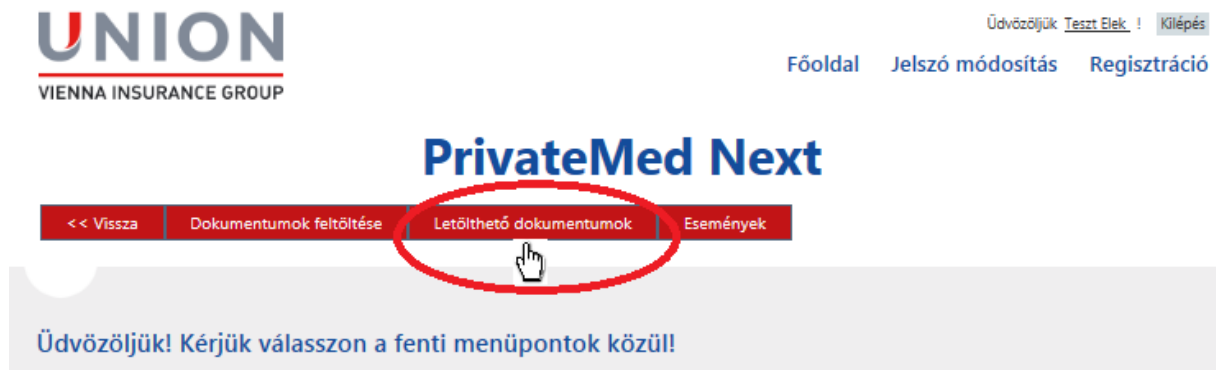 UNION
VIENNA INSURANCE GROUP
Üdvözöljük Teszt Elek ! Kilépés
Főoldal Jelszó módosítás Regisztráció
PrivateMed Next
<< Vissza Dokumentumok feltöltése Letölthető dokumentumok Események
Üdvözöljük! Kérjük válasszon a fenti menüpontok közül!